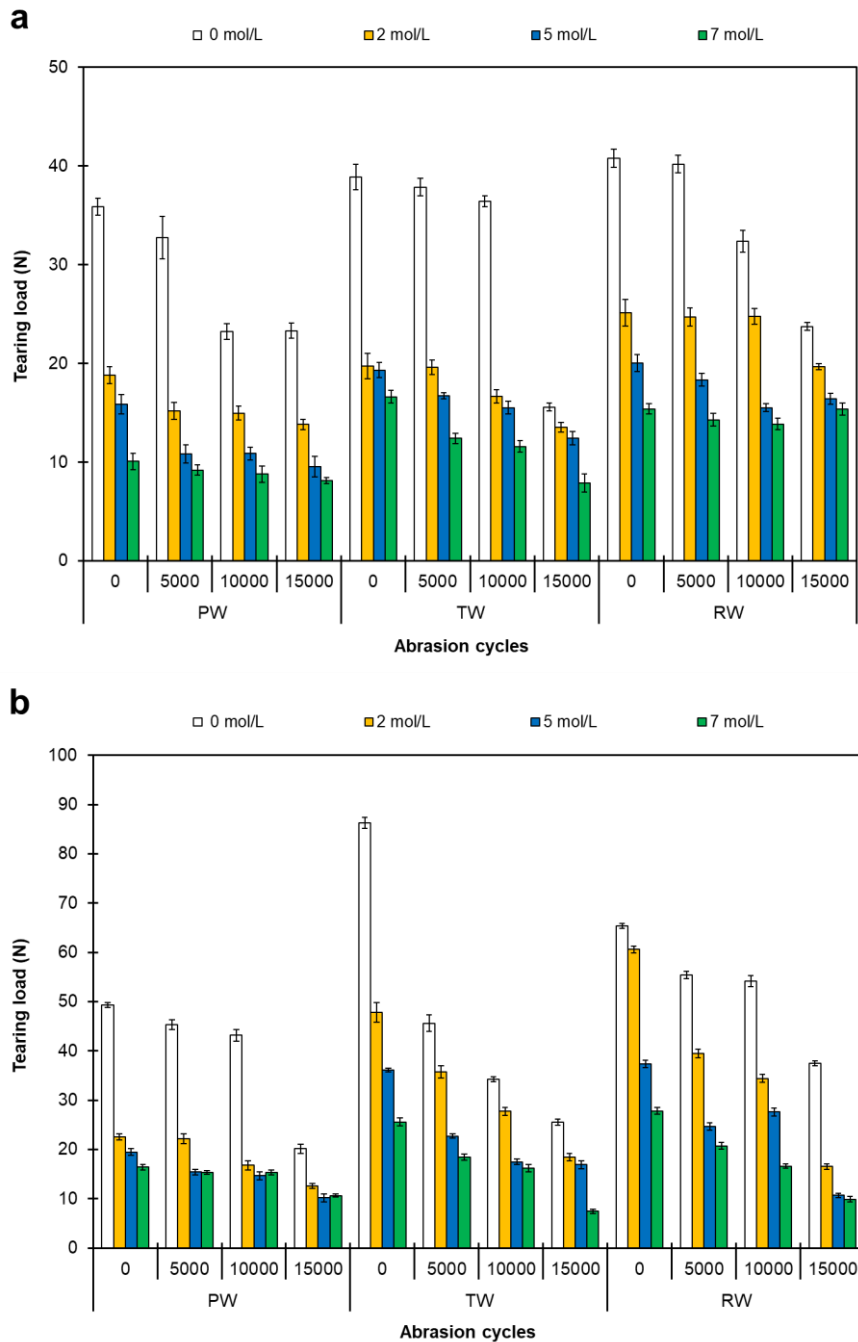 a
0 mol/L 2 mol/L 5 mol/L 7 mol/L
50
40
30
20
10
0
Tearing load (N)
0 5000 10000 15000 0 5000 10000 15000 0 5000 10000 15000
PW TW RW
Abrasion cycles
b
0 mol/L 2 mol/L 5 mol/L 7 mol/L
100
90
80
70
60
50
40
30
20
10
0
Tearing load (N)
0 5000 10000 15000 0 5000 10000 15000 0 5000 10000 15000
PW TW RW
Abrasion cycles